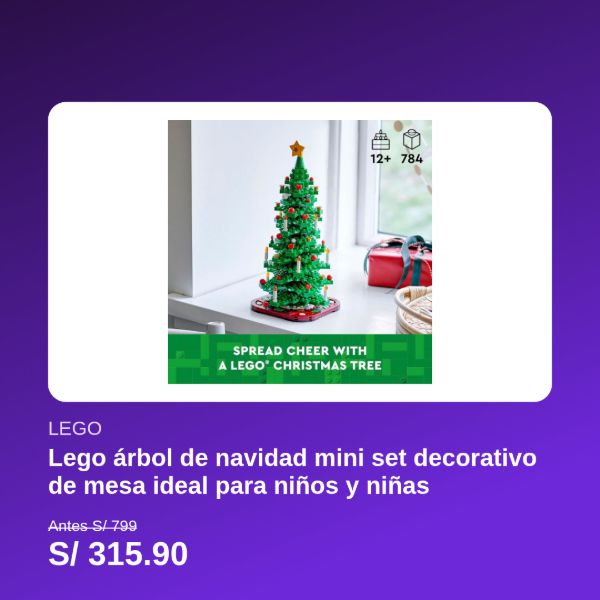 12+ 784
SPREAD CHEER WITH
A LEGO® CHRISTMAS TREE
LEGO
Lego árbol de navidad mini set decorativo
de mesa ideal para niños y niñas
Antes S/ 799
S/ 315.90